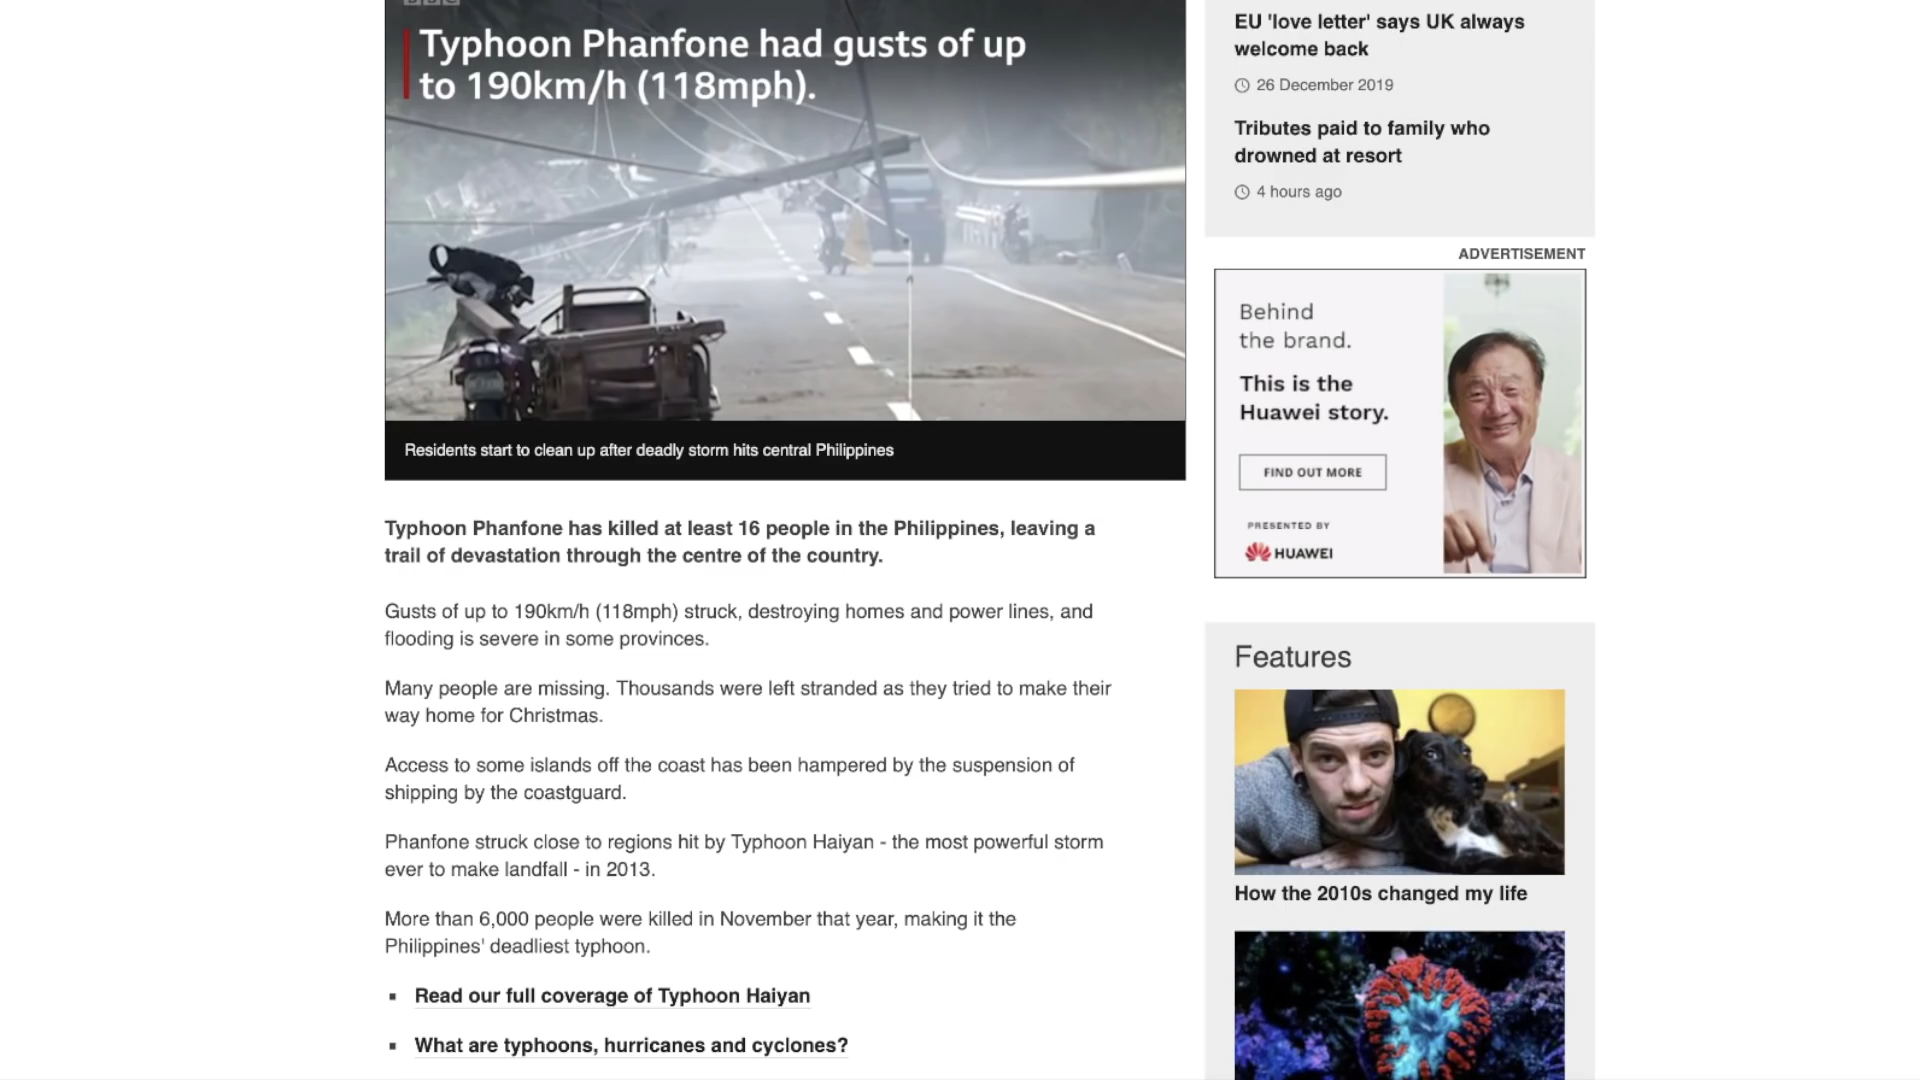 Typhoon Phanfone had gusts of up
to 190km/h (118mph).
Residents start to clean up after deadly storm hits central Philippines
Typhoon Phanfone has killed at least 16 people in the Philippines, leaving a
trail of devastation through the centre of the country.
Gusts of up to 190km/h (118mph) struck, destroying homes and power lines, and
flooding is severe in some provinces.
Many people are missing. Thousands were left stranded as they tried to make their
way home for Christmas.
Access to some islands off the coast has been hampered by the suspension of
shipping by the coastguard.
Phanfone struck close to regions hit by Typhoon Haiyan - the most powerful storm
ever to make landfall - in 2013.
More than 6,000 people were killed in November that year, making it the
Philippines' deadliest typhoon.
Read our full coverage of Typhoon Haiyan
What are typhoons, hurricanes and cyclones?
EU 'love letter' says UK always
welcome back
26 December 2019
Tributes paid to family who
drowned at resort
4 hours ago
ADVERTISEMENT
Behind
the brand.
This is the
Huawei story.
FIND OUT MORE
PRESENTED BY
HUAWEI
Features
How the 2010s changed my life